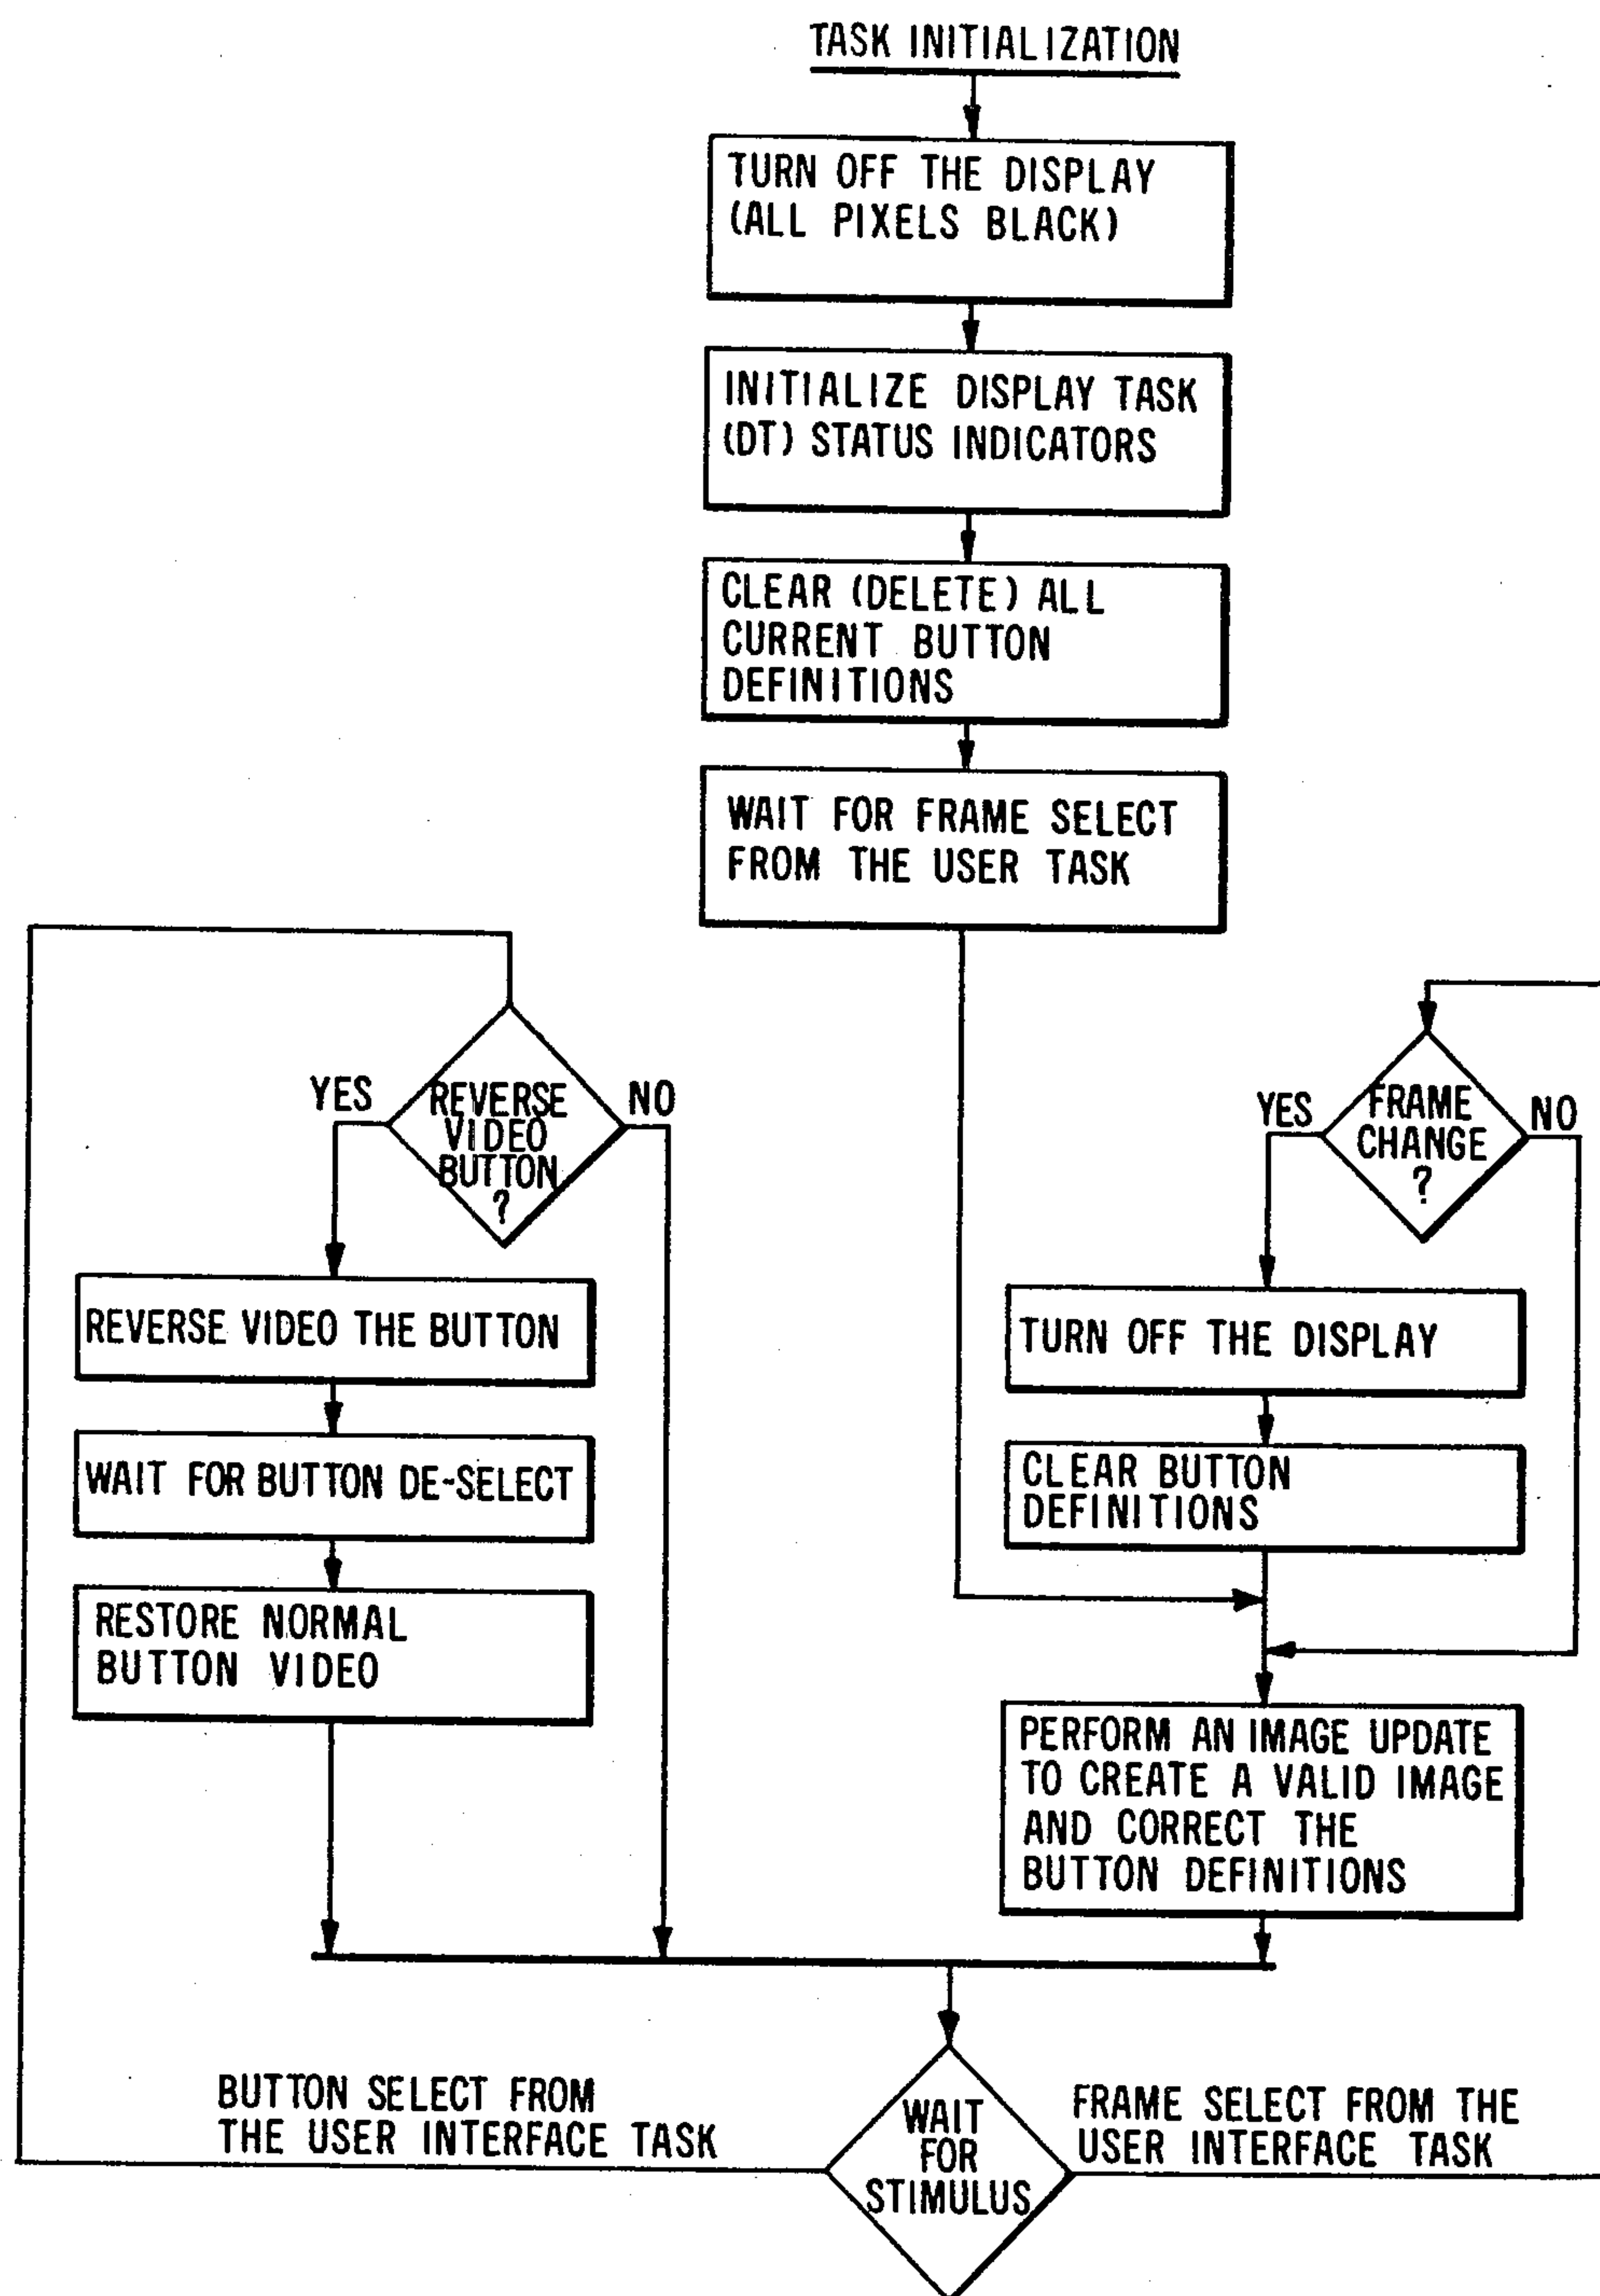 TASK INITIALIZATION
TURN OFF THE DISPLAY
(ALL PIXELS BLACK)
INITIALIZE DISPLAY TASK
(DT) STATUS INDICATORS
CLEAR (DELETE) ALL
CURRENT BUTTON
DEFINITIONS
WAIT FOR FRAME SELECT
FROM THE USER TASK
YES
REVERSE
VIDEO
BUTTON
?
NO
REVERSE VIDEO THE BUTTON
WAIT FOR BUTTON DE-SELECT
RESTORE NORMAL
BUTTON VIDEO
YES
FRAME
CHANGE
?
NO
TURN OFF THE DISPLAY
CLEAR BUTTON
DEFINITIONS
PERFORM AN IMAGE UPDATE
TO CREATE A VALID IMAGE
AND CORRECT THE
BUTTON DEFINITIONS
BUTTON SELECT FROM
THE USER INTERFACE TASK
WAIT
FOR
STIMULUS
FRAME SELECT FROM THE
USER INTERFACE TASK